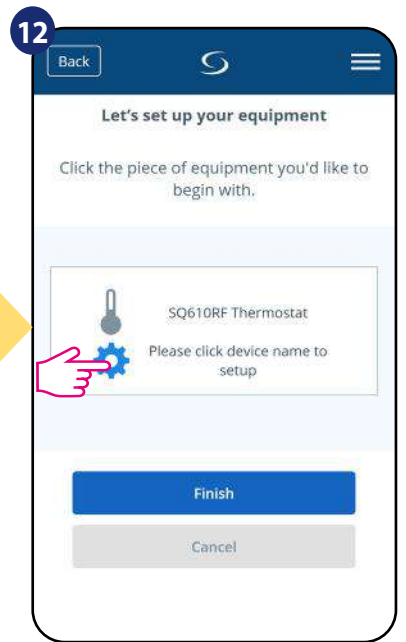 12
Back
Let's set up your equipment
Click the piece of equipment you'd like to
begin with.
SQ610RF Thermostat
Please click device name to
setup
Finish
Cancel